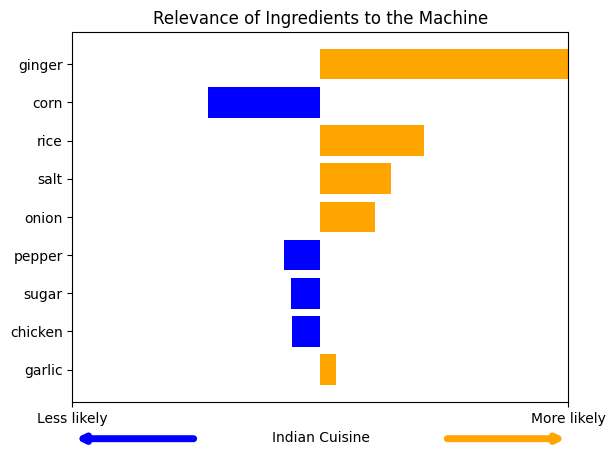 Relevance of Ingredients to the Machine
ginger
corn
rice
salt
onion
pepper
sugar
chicken
garlic
Less likely More likely
Indian Cuisine